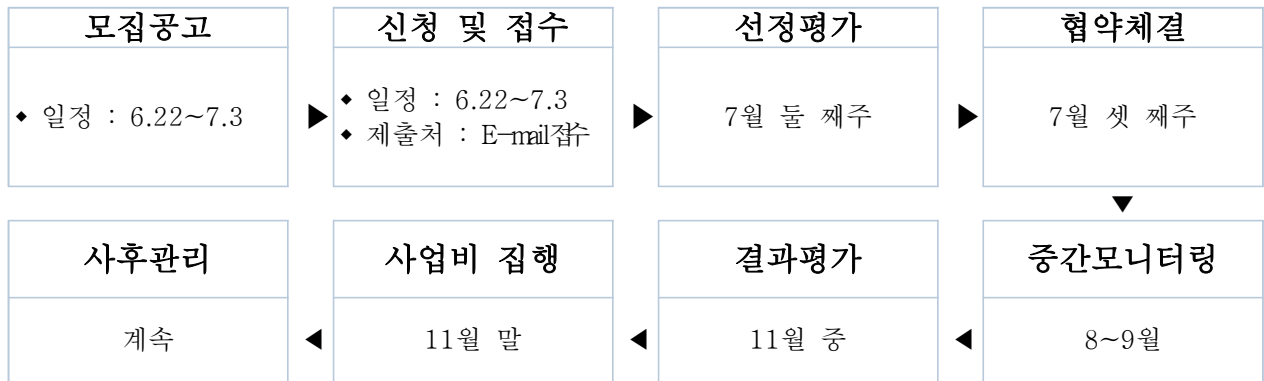 모집공고
◆ 일정 : 6.22~7.3
▶
신청 및 접수
◆ 일정 : 6.22~7.3
◆ 제출처 : E-mail접수
▶
선정평가
7월 둘 째주
▶
협약체결
7월 셋 째주
▼
중간모니터링
8~9월
◀
결과평가
11월 중
◀
사업비 집행
11월 말
◀
사후관리
계속